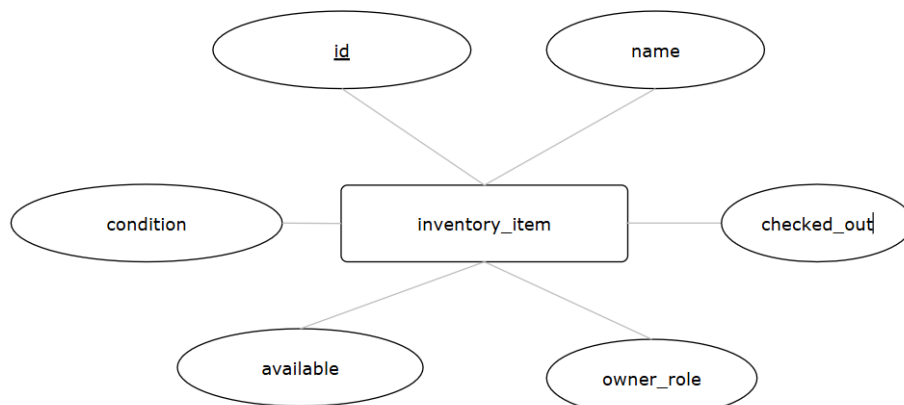 id
name
condition
inventory_item
checked_out
available
owner_role